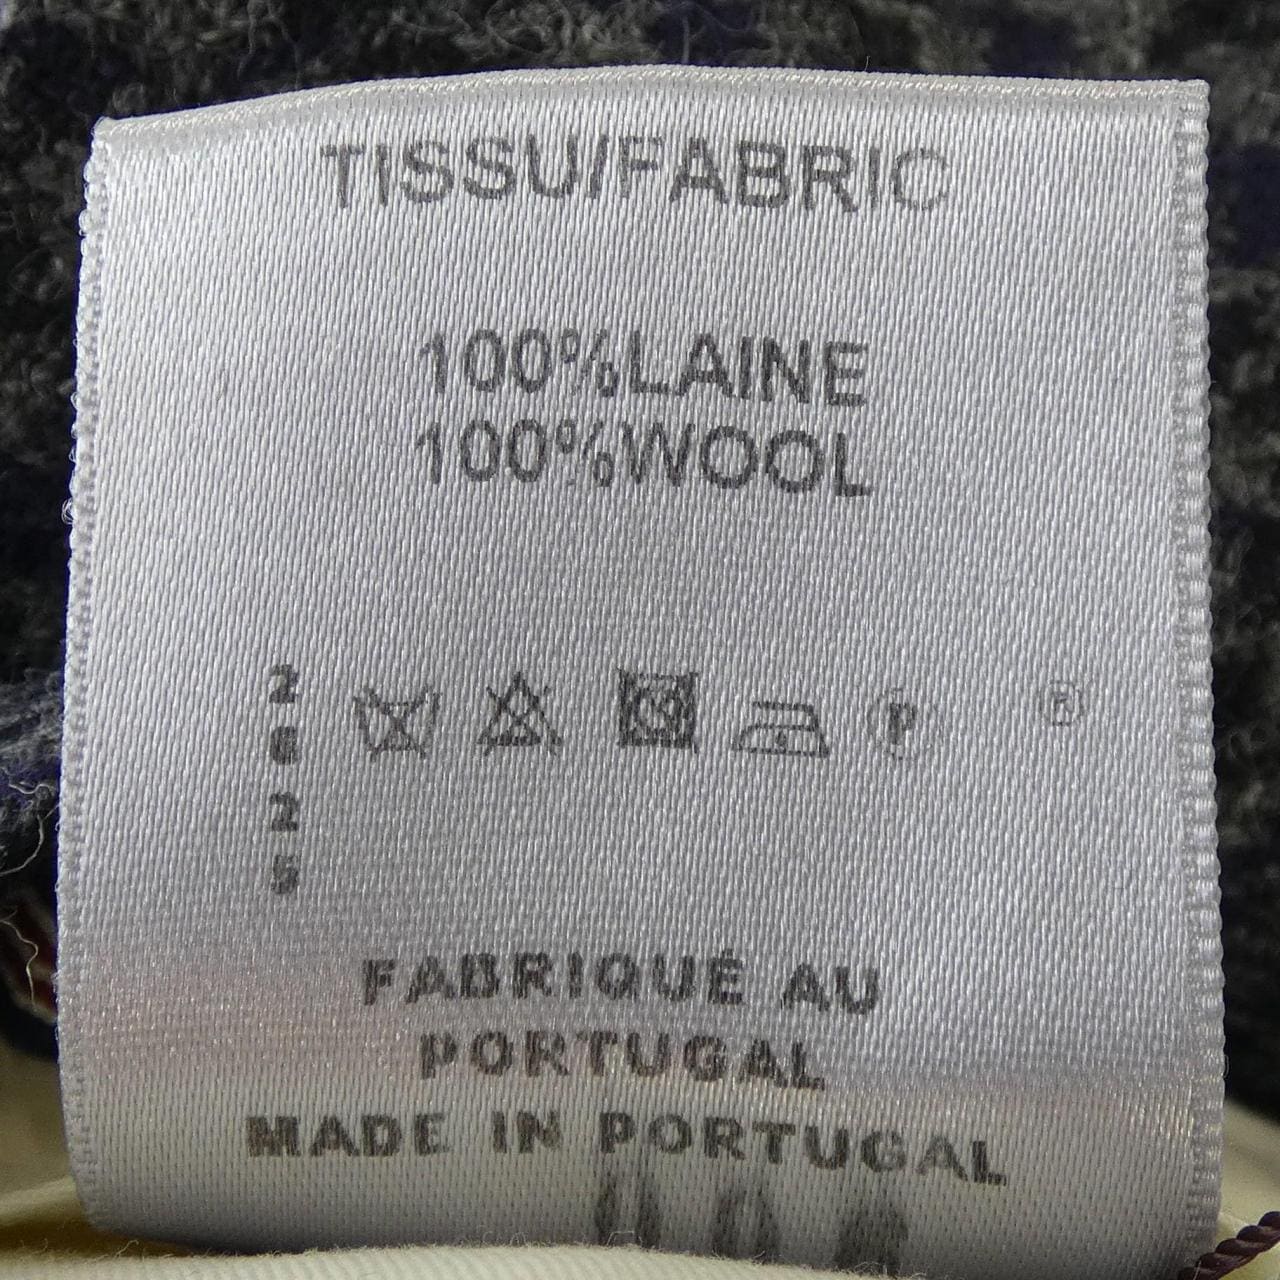 TISSU/FABRIC
100%LAINE
100%WOOL
2625
P
®
FABRIQUÉ AU
PORTUGAL
MADE IN PORTUGAL